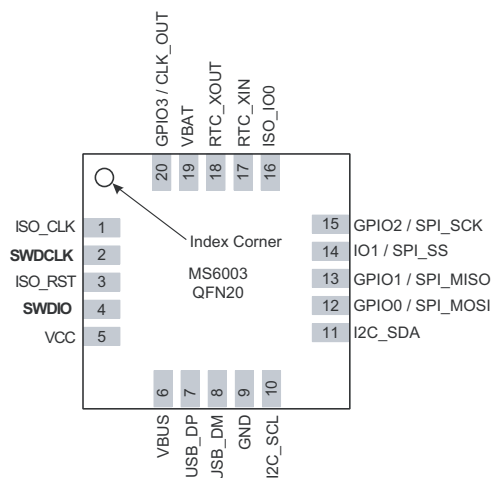 GPIO3 / CLK_OUT
VBAT
RTC_XOUT
RTC_XIN
ISO_IO0
20
19
18
17
16
ISO_CLK 1
SWDCLK 2
ISO_RST 3
SWDIO 4
VCC 5
Index Corner
MS6003
QFN20
15 GPIO2 / SPI_SCK
14 IO1 / SPI_SS
13 GPIO1 / SPI_MISO
12 GPIO0 / SPI_MOSI
11 I2C_SDA
6
7
8
9
10
VBUS
USB_DP
USB_DM
GND
I2C_SCL